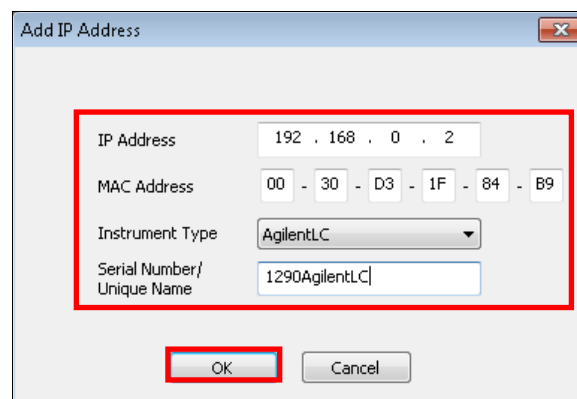 Add IP Address
IP Address 192 . 168 . 0 . 2
MAC Address 00 - 30 - D3 - 1F - 84 - B9
Instrument Type AgilentLC
Serial Number/
Unique Name 1290AgilentLC
OK Cancel